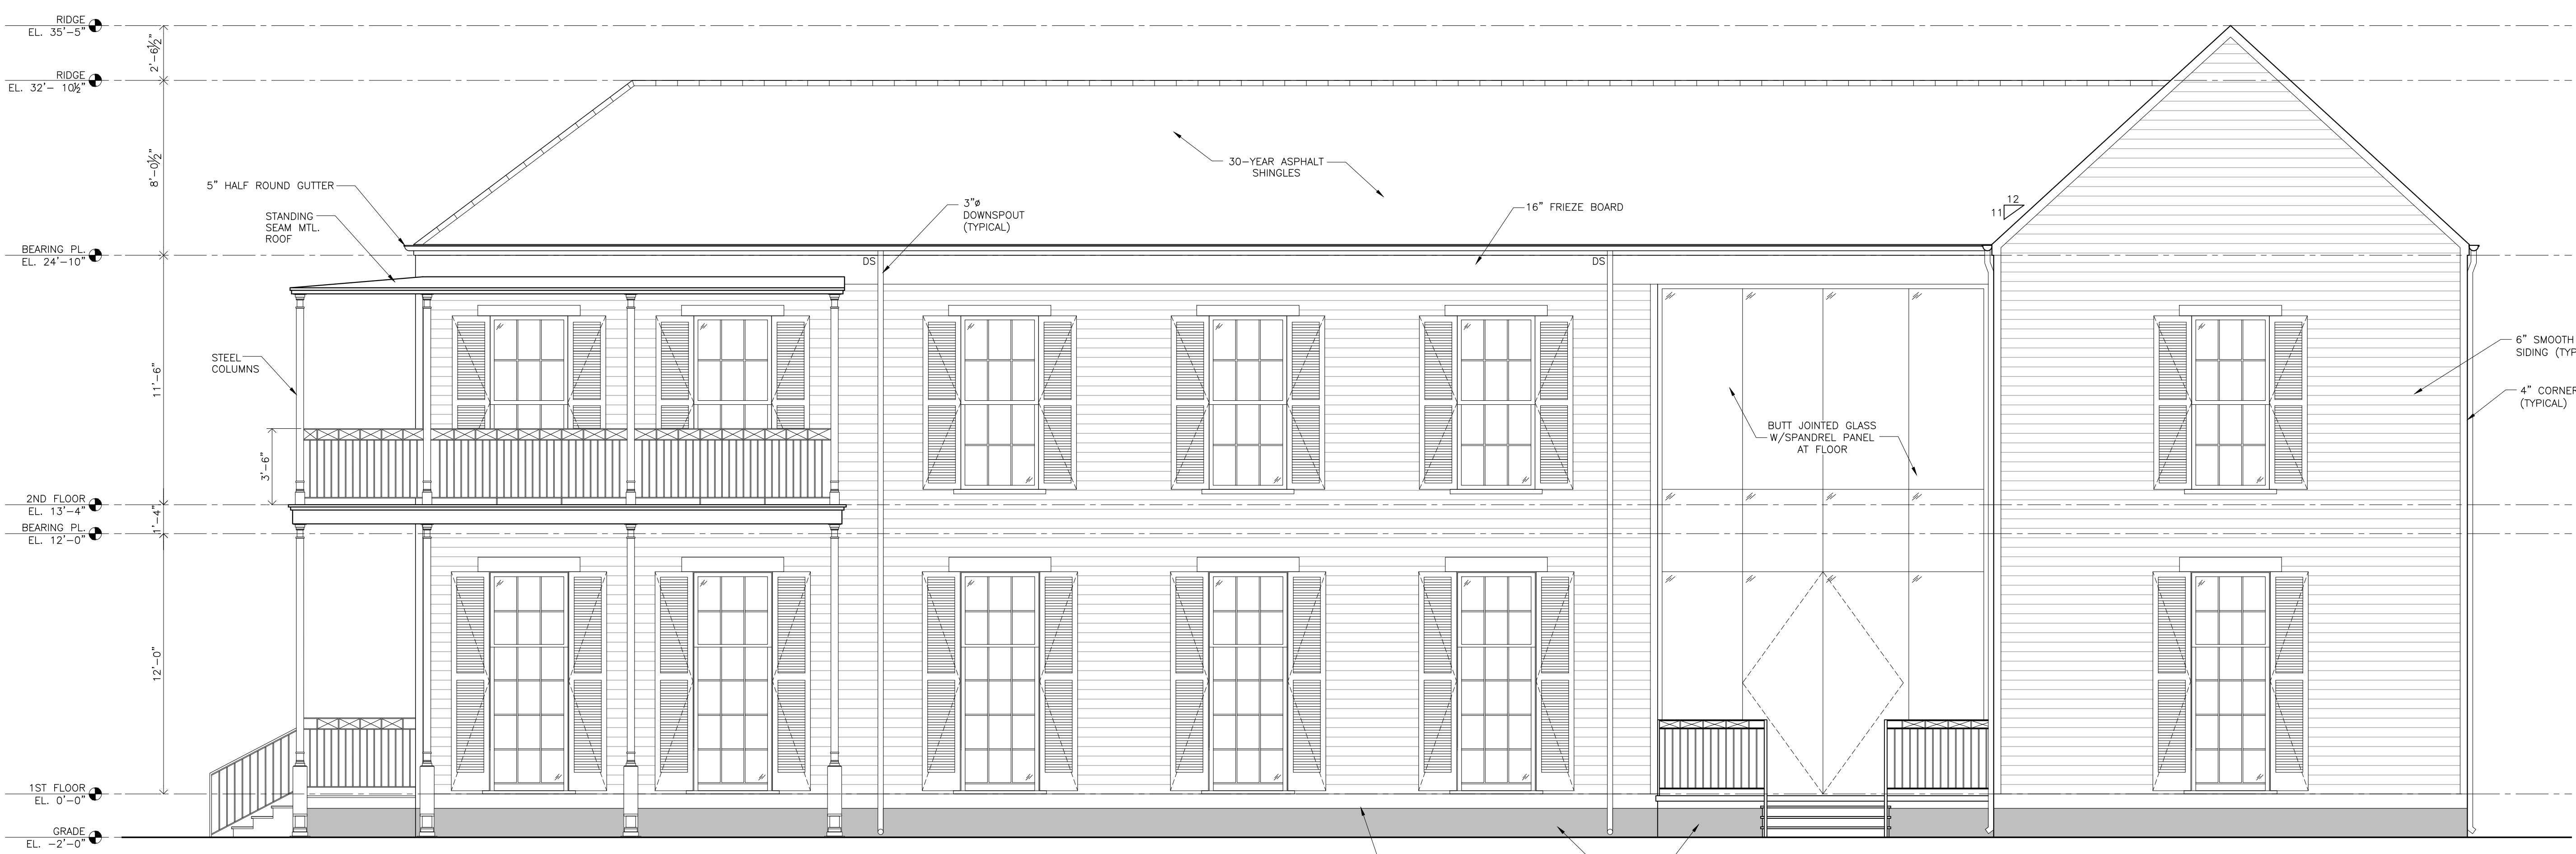 RIDGE
EL. 35'-5"
2'-6½"
RIDGE
EL. 32'- 10½"
8'-0½"
5" HALF ROUND GUTTER
STANDING
SEAM MTL.
ROOF
BEARING PL.
EL. 24'-10"
STEEL
COLUMNS
11'-6"
3'-6"
2ND FLOOR
EL. 13'-4"
1'-4"
BEARING PL.
EL. 12'-0"
12'-0"
1ST FLOOR
EL. 0'-0"
GRADE
EL. -2'-0"
3"ø
DOWNSPOUT
(TYPICAL)
DS
30-YEAR ASPHALT
SHINGLES
16" FRIEZE BOARD
DS
12
11
BUTT JOINTED GLASS
W/SPANDREL PANEL
AT FLOOR
6" SMOOTH
SIDING (TYP
4" CORNER
(TYPICAL)